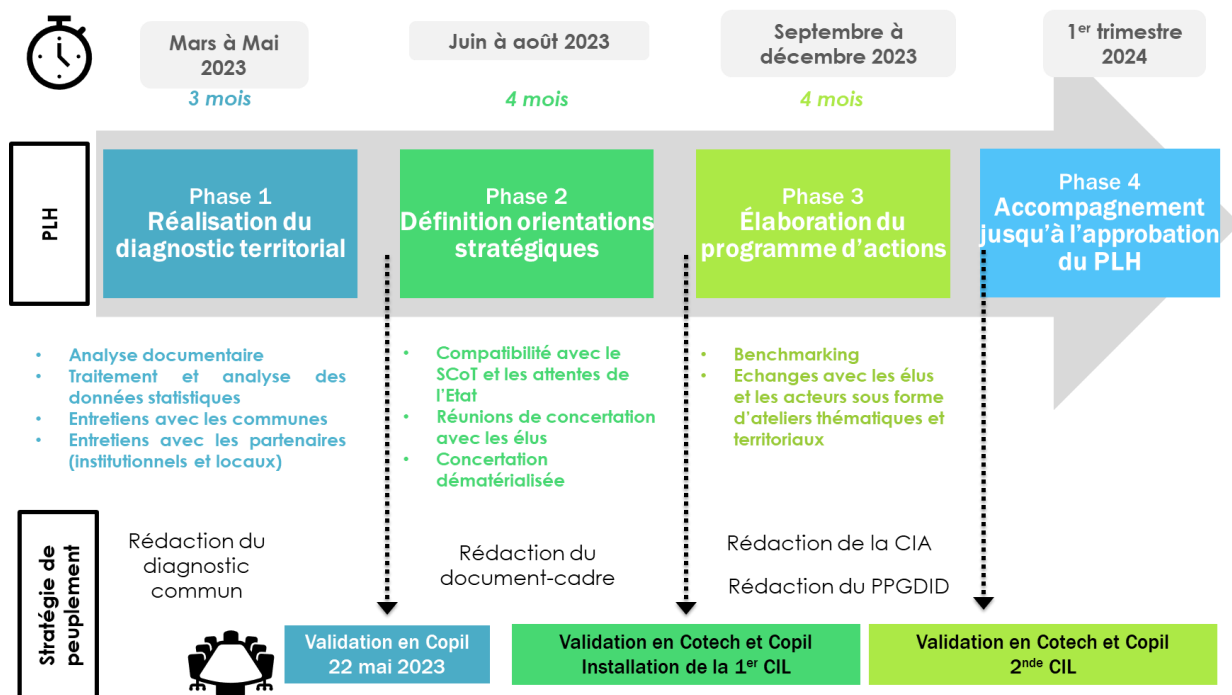 Mars à Mai
2023
3 mois
Juin à août 2023
4 mois
Septembre à
décembre 2023
4 mois
1er trimestre
2024
PLH
Phase 1
Réalisation du
diagnostic territorial
Phase 2
Définition orientations
stratégiques
Phase 3
Élaboration du
programme d'actions
Phase 4
Accompagnement
jusqu'à l'approbation
du PLH
• Analyse documentaire
• Traitement et analyse des
données statistiques
• Entretiens avec les communes
• Entretiens avec les partenaires
(institutionnels et locaux)
• Compatibilité avec le
SCoT et les attentes de
l'Etat
• Réunions de concertation
avec les élus
• Concertation
dématérialisée
• Benchmarking
• Echanges avec les élus
et les acteurs sous forme
d'ateliers thématiques et
territoriaux
Stratégie de
peuplement
Rédaction du
diagnostic
commun
Rédaction du
document-cadre
Rédaction de la CIA
Rédaction du PPGDID
Validation en Copil
22 mai 2023
Validation en Cotech et Copil
Installation de la 1er CIL
Validation en Cotech et Copil
2nde CIL